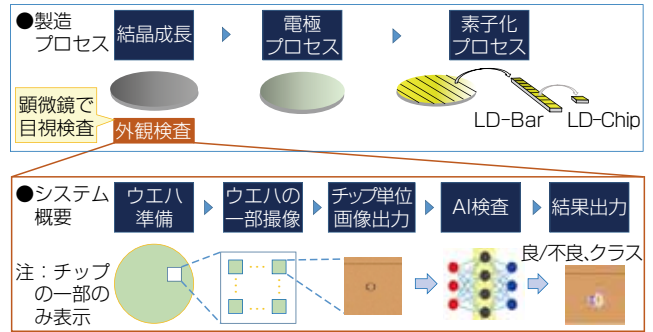 ●製造
プロセス
結晶成長
電極
プロセス
素子化
プロセス
顕微鏡で
目視検査
外観検査
LD-Bar
LD-Chip
●システム
概要
ウエハ
準備
ウエハの
一部撮像
チップ単位
画像出力
AI検査
結果出力
良/不良、クラス
注：チップ
の一部の
み表示